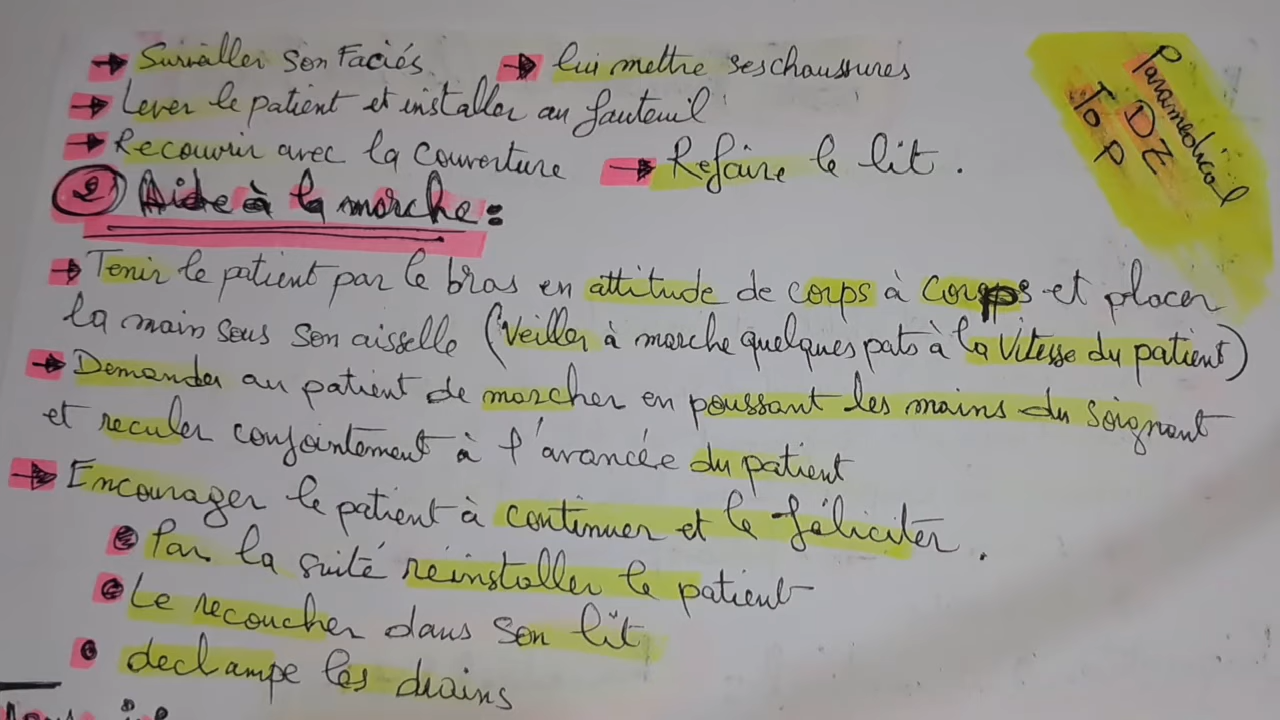 → Survailler son Faciés → lui mettre ses chaussures
→ Lever le patient et installer au fauteuil
→ Recouvrir avec la couverture → Refaire le lit.
② Aide à la marche:
→ Tenir le patient par le bras en attitude de corps à corps et placer
la main sous son aisselle (Veiller à marche quelques pats à la vitesse du patient)
→ Demander au patient de marcher en poussant les mains du soignant
et reculer conjointement à l'avancée du patient
→ Encourager le patient à continuer et le féliciter.
• Par la suité réinstaller le patient
• Le recoucher dans son lit
• declampe les drains
Paramedical
DZ
Top